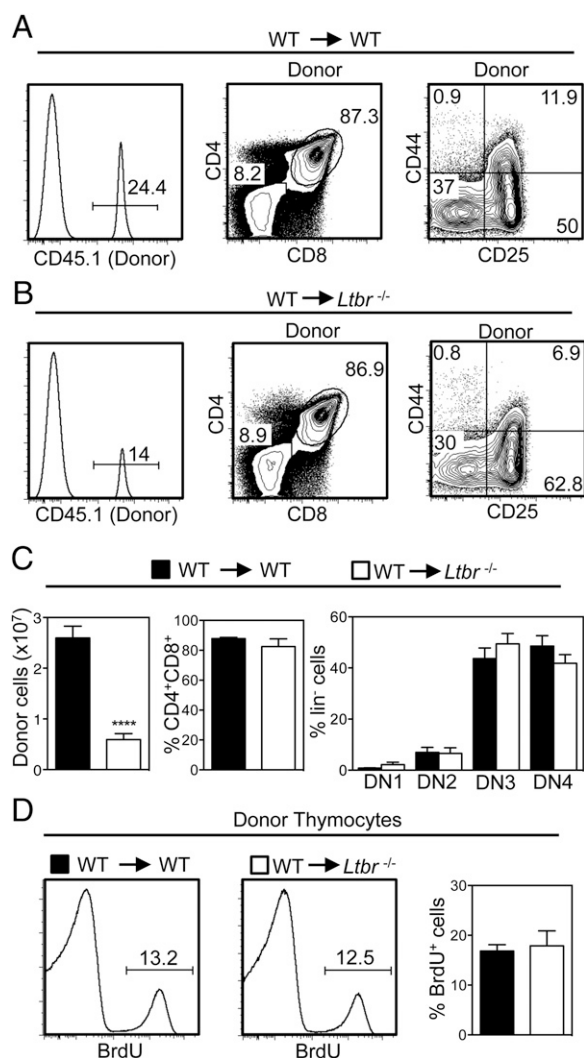 A
WT → WT
Donor
Donor
24.4
CD45.1 (Donor)
87.3
8.2
CD4
CD8
0.9
11.9
37
50
CD44
CD25
B
WT → Ltbr -/-
Donor
Donor
14
CD45.1 (Donor)
86.9
8.9
CD4
CD8
0.8
6.9
30
62.8
CD44
CD25
C
WT → WT
WT → Ltbr -/-
Donor cells (x10⁷)
3
2
1
0
****
% CD4⁺CD8⁺
100
80
60
40
20
0
% lin⁻ cells
60
40
20
0
DN1 DN2 DN3 DN4
D
Donor Thymocytes
WT → WT
WT → Ltbr -/-
13.2
BrdU
12.5
BrdU
% BrdU⁺ cells
30
20
10
0